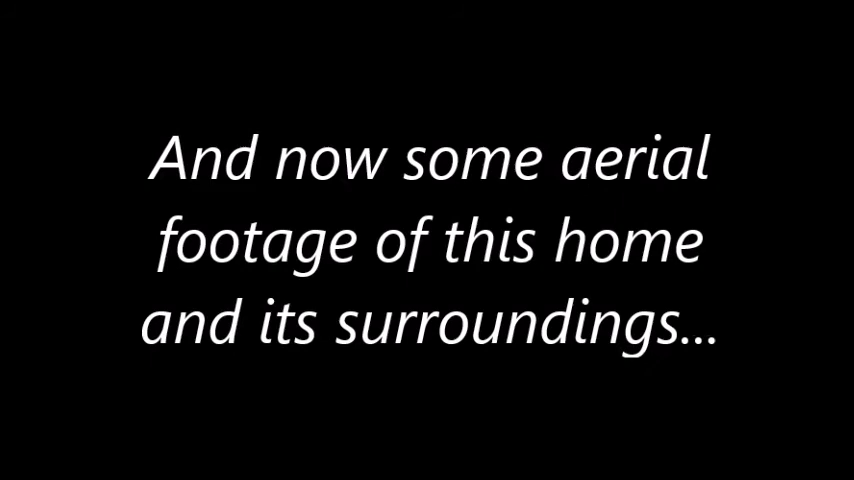 And now some aerial
footage of this home
and its surroundings...